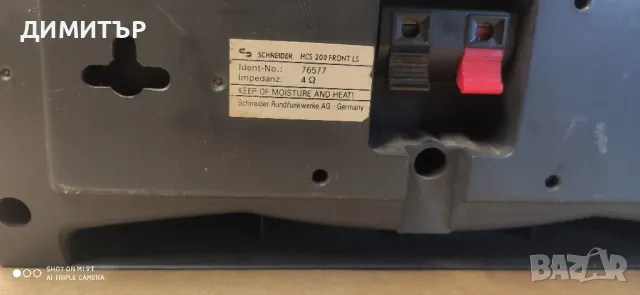 ДИМИТЪР
SCHNEIDER HCS 200 FRONT LS
Ident-No.: 76577
Impedanz: 4 Ω
KEEP OF MOISTURE AND HEAT!
Schneider Rundfunkwerke AG · Germany
SHOT ON MI 9T
AI TRIPLE CAMERA
BAZAR
bg